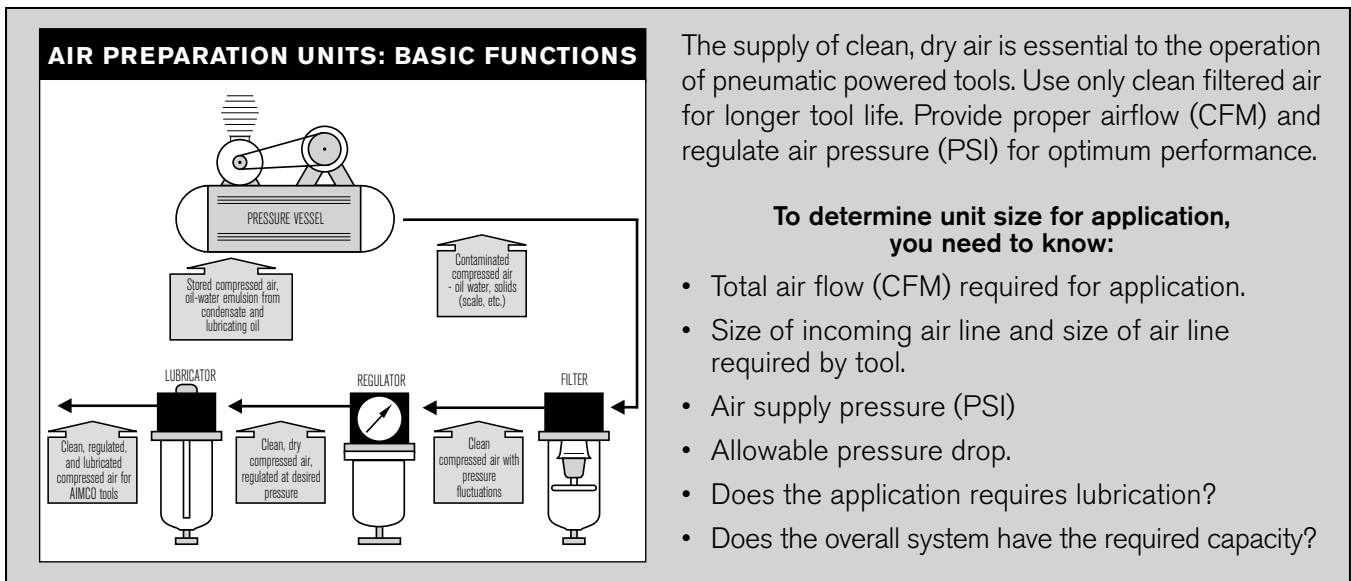 AIR PREPARATION UNITS: BASIC FUNCTIONS
PRESSURE VESSEL
Stored compressed air,
oil-water emulsion from
condensate and
lubricating oil
Contaminated
compressed air
- oil water, solids
(scale, etc.)
LUBRICATOR
REGULATOR
FILTER
Clean, regulated,
and lubricated
compressed air for
AIMCO tools
Clean, dry
compressed air,
regulated at desired
pressure
Clean
compressed air with
pressure
fluctuations
The supply of clean, dry air is essential to the operation
of pneumatic powered tools. Use only clean filtered air
for longer tool life. Provide proper airflow (CFM) and
regulate air pressure (PSI) for optimum performance.
To determine unit size for application,
you need to know:
• Total air flow (CFM) required for application.
• Size of incoming air line and size of air line
required by tool.
• Air supply pressure (PSI)
• Allowable pressure drop.
• Does the application requires lubrication?
• Does the overall system have the required capacity?